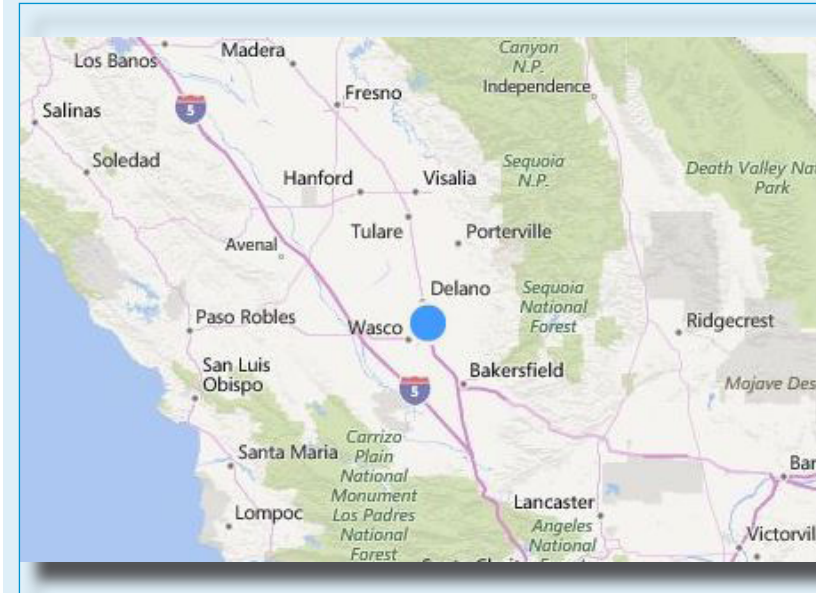 Canyon
N.P.
Madera
Los Banos
Independence
Fresno
5
Salinas
Soledad
Sequoia
N.P.
Death Valley Nat
Park
Hanford
Visalia
Tulare
Porterville
Avenal
Delano
Sequoia
National
Forest
Paso Robles
Wasco
Ridgecrest
San Luis
Obispo
Bakersfield
5
Mojave Des
Carrizo
Plain
National
Monument
Santa Maria
Bar
Lancaster
Lompoc
Los Padres
National
Forest
Angeles
National
Victorvil